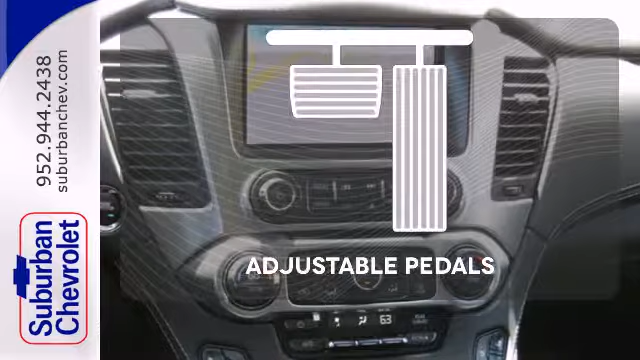 952.944.2438
suburbanchev.com
Suburban
Chevrolet
ADJUSTABLE PEDALS
63